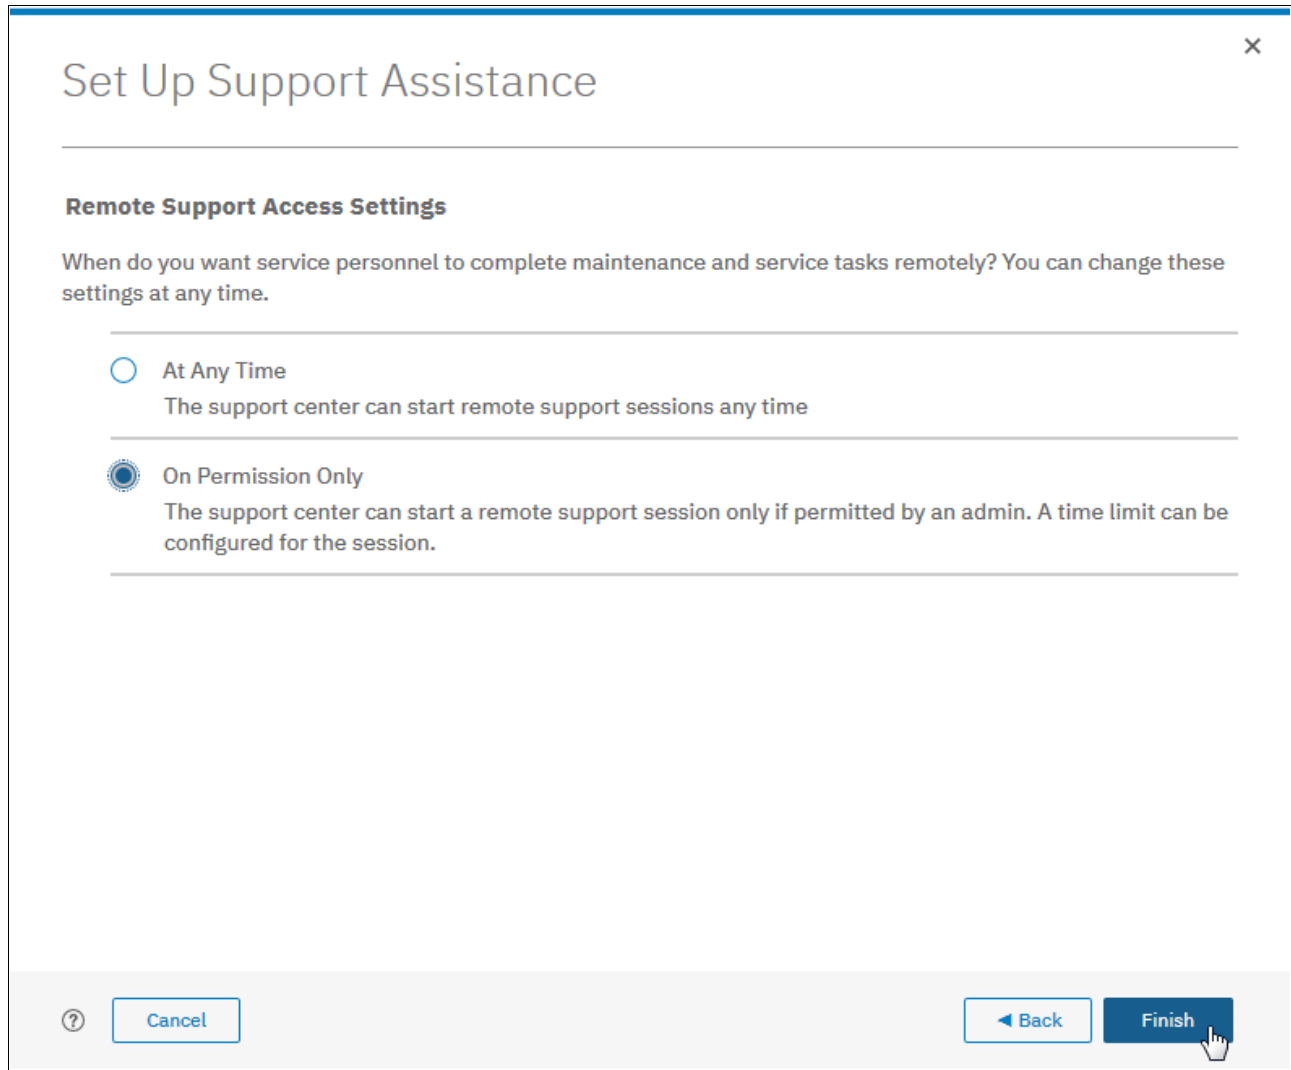 Set Up Support Assistance
Remote Support Access Settings
When do you want service personnel to complete maintenance and service tasks remotely? You can change these
settings at any time.
At Any Time
The support center can start remote support sessions any time
On Permission Only
The support center can start a remote support session only if permitted by an admin. A time limit can be
configured for the session.
Cancel
Back
Finish